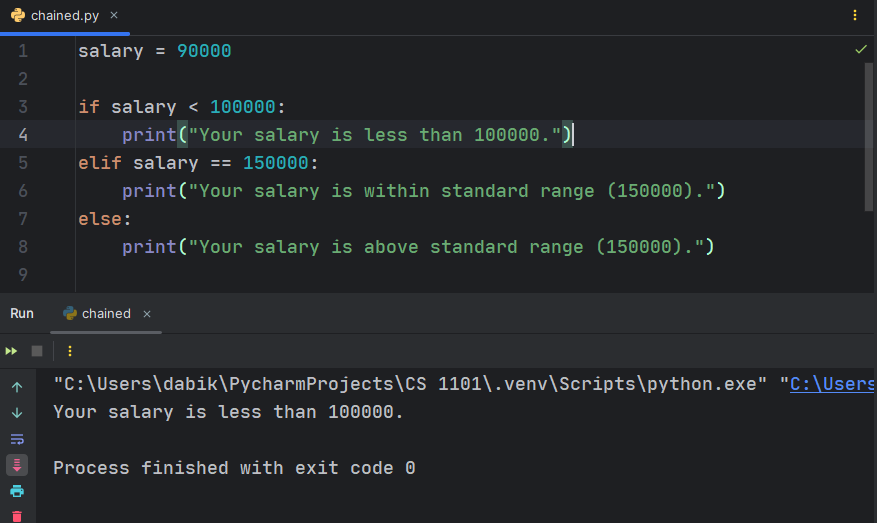 chained.py
1 salary = 90000
2
3 if salary < 100000:
4     print("Your salary is less than 100000.")
5 elif salary == 150000:
6     print("Your salary is within standard range (150000).")
7 else:
8     print("Your salary is above standard range (150000).")
9
Run chained
"C:\Users\dabik\PycharmProjects\CS 1101\.venv\Scripts\python.exe" "C:\Users
Your salary is less than 100000.
Process finished with exit code 0